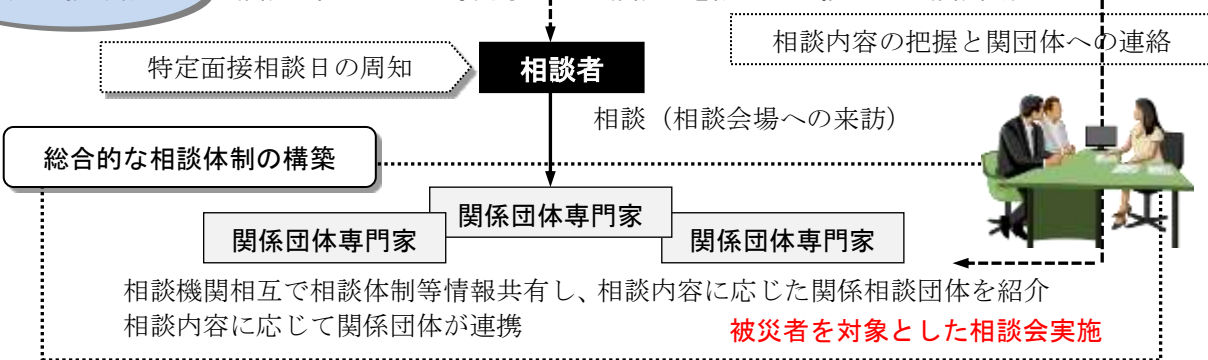 相談内容の把握と関団体への連絡
特定面接相談日の周知
相談者
相談（相談会場への来訪）
総合的な相談体制の構築
関係団体専門家
関係団体専門家
関係団体専門家
相談機関相互で相談体制等情報共有し、相談内容に応じた関係相談団体を紹介
相談内容に応じて関係団体が連携
被災者を対象とした相談会実施